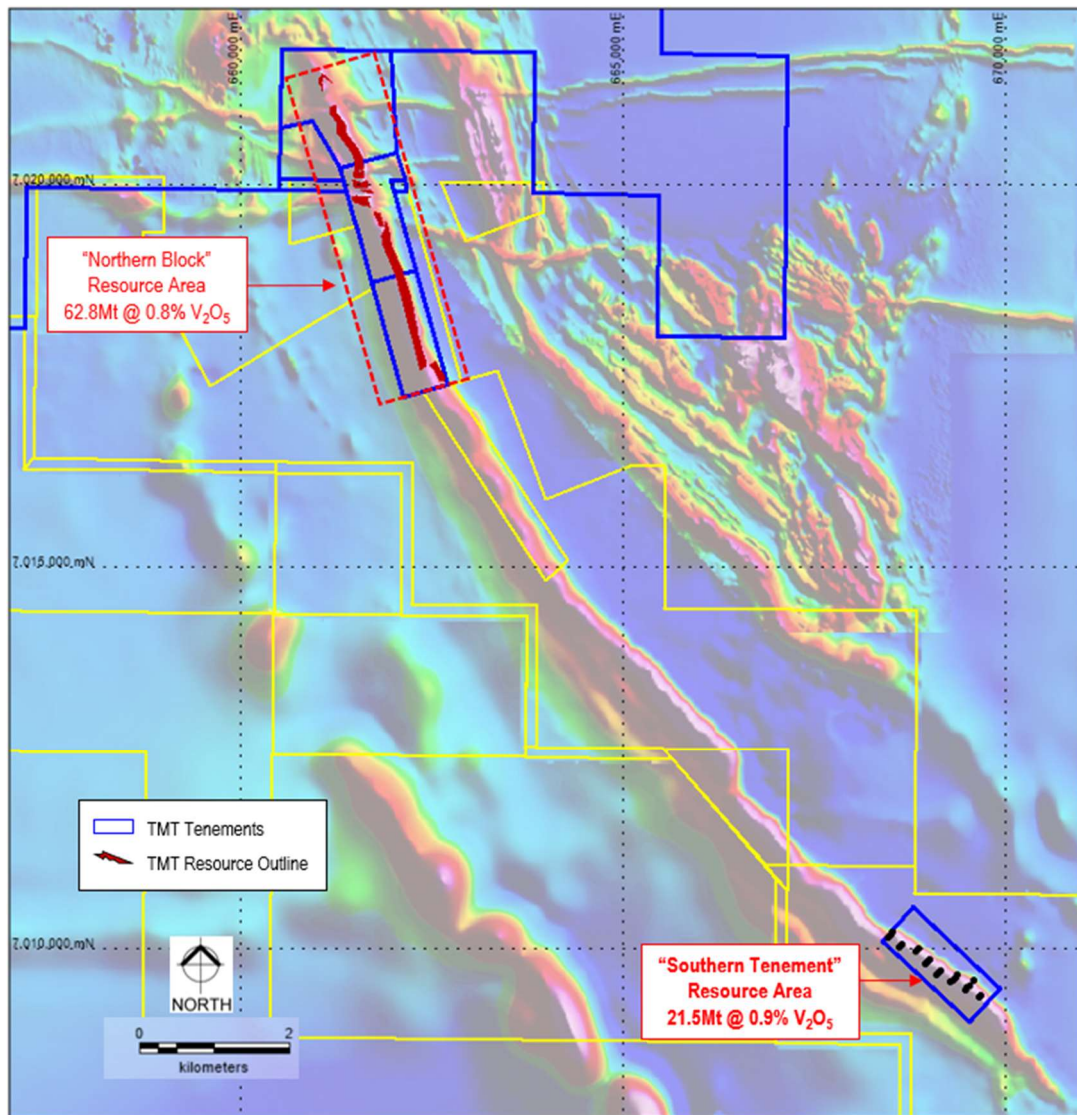 660,000 mE
665,000 mE
670,000 mE
7,020,000 mN
"Northern Block"
Resource Area
62.8Mt @ 0.8% V₂O₅
7,015,000 mN
TMT Tenements
TMT Resource Outline
7,010,000 mN
NORTH
"Southern Tenement"
Resource Area
21.5Mt @ 0.9% V₂O₅
0 2
kilometers